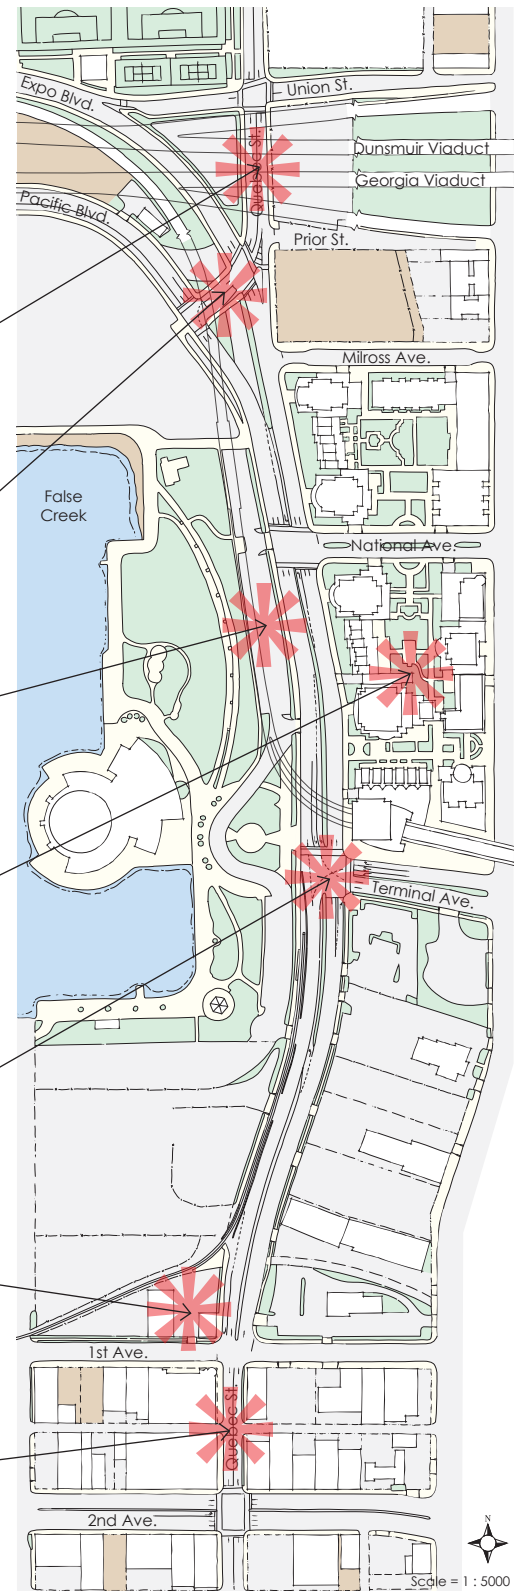 Expo Blvd.
Union St.
Quebec St.
Dunsmuir Viaduct
Georgia Viaduct
Pacific Blvd.
Prior St.
Milross Ave.
False
Creek
National Ave.
Terminal Ave.
1st Ave.
Quebec St.
2nd Ave.
N
Scale = 1 : 5000